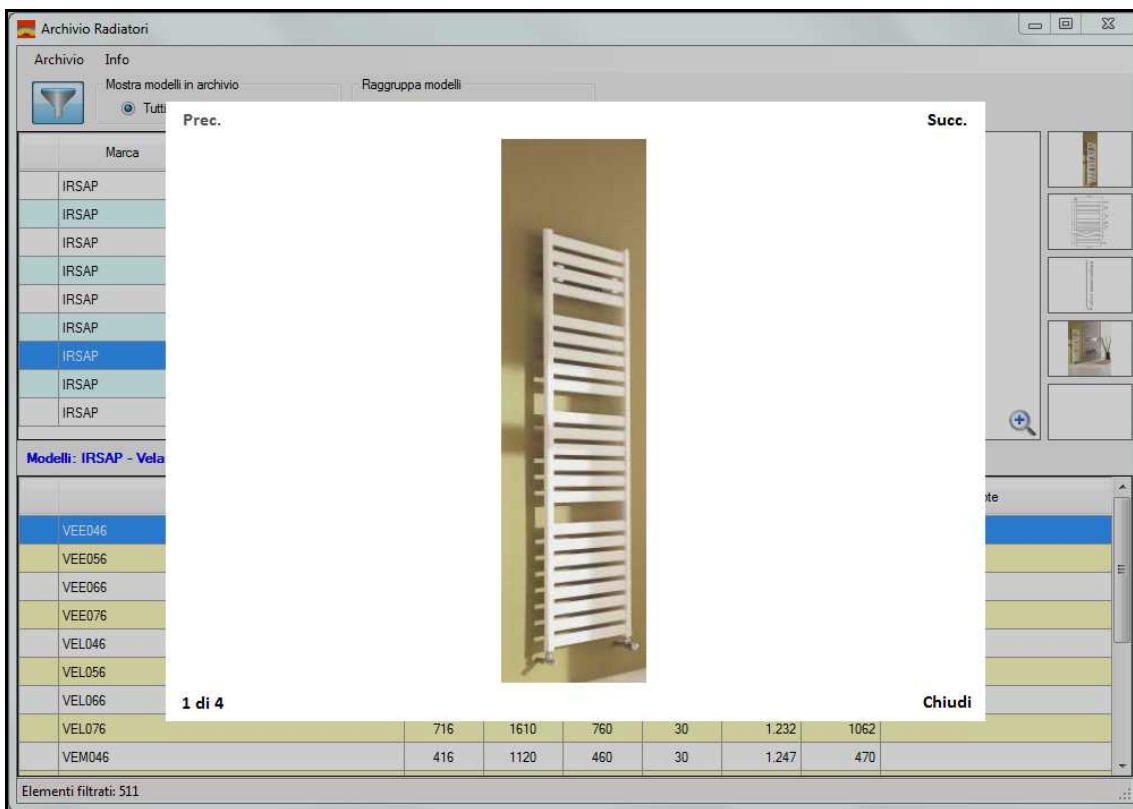 Archivio Radiatori
Archivio Info
Mostra modelli in archivio Raggruppa modelli
Tutti
Prec. Succ.
Marca
IRSAP
IRSAP
IRSAP
IRSAP
IRSAP
IRSAP
IRSAP
IRSAP
IRSAP
Modelli: IRSAP - Vela
te
VEE046
VEE056
VEE066
VEE076
VEL046
VEL056
VEL066
1 di 4 Chiudi
VEL076 716 1610 760 30 1.232 1062
VEM046 416 1120 460 30 1.247 470
Elementi filtrati: 511